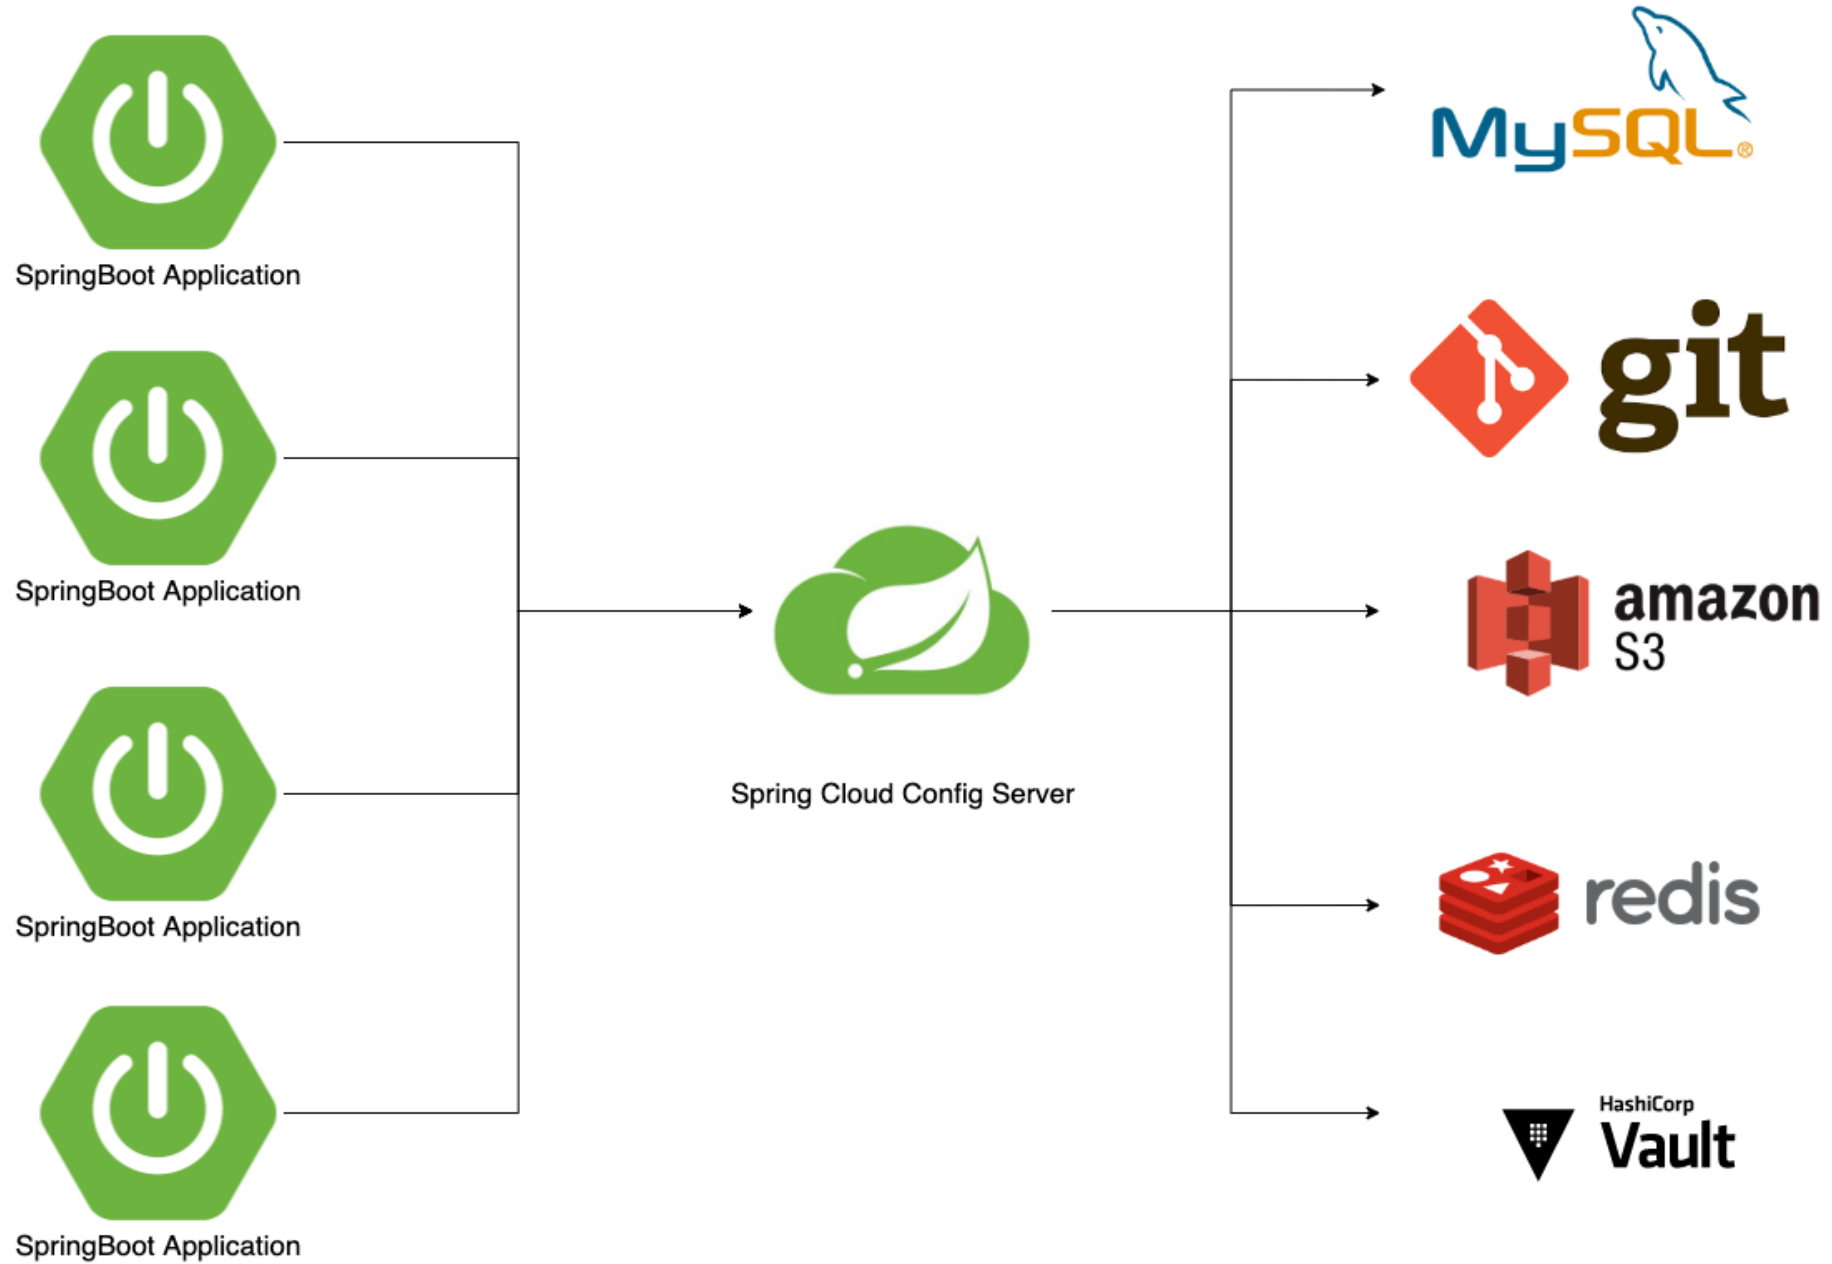 SpringBoot Application
SpringBoot Application
SpringBoot Application
SpringBoot Application
Spring Cloud Config Server
MySQL®
git
amazon
S3
redis
HashiCorp
Vault